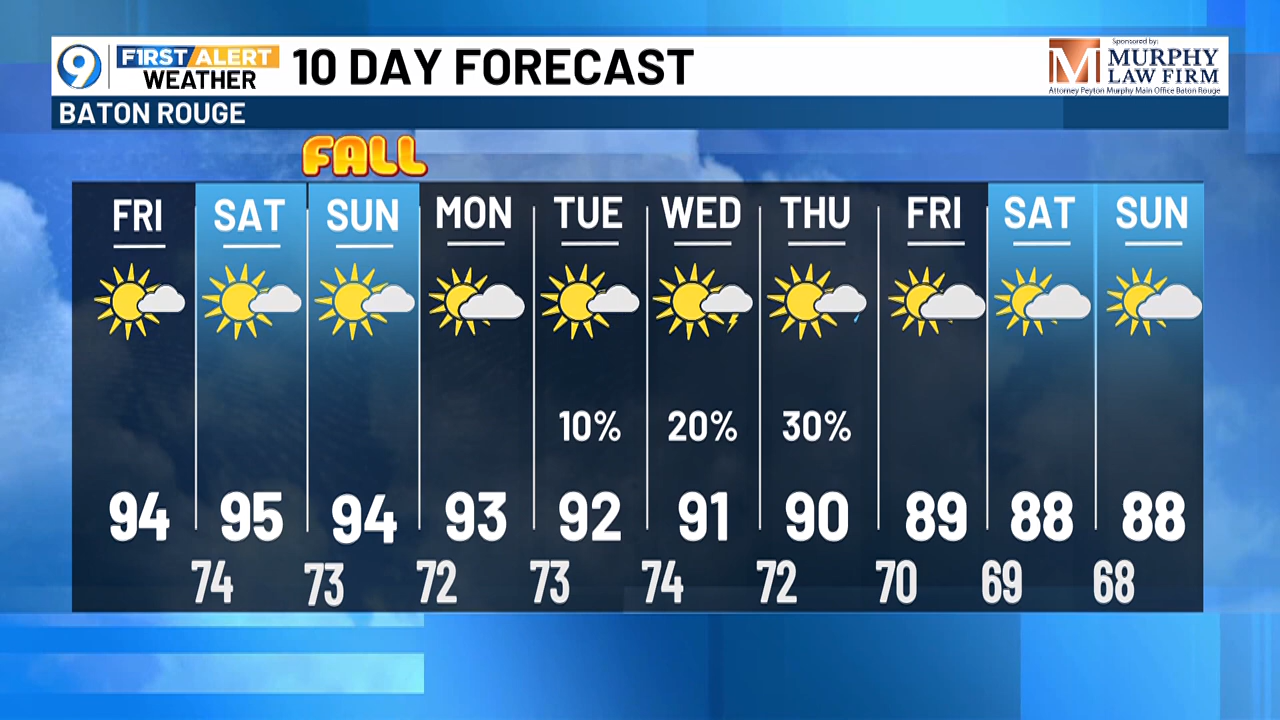 9 F1RST ALERT
WEATHER
10 DAY FORECAST
Sponsored by:
M MURPHY
LAW FIRM
Attorney Peyton Murphy Main Office Baton Rouge
BATON ROUGE
FALL
FRI SAT SUN MON TUE WED THU FRI SAT SUN
10% 20% 30%
94 95 94 93 92 91 90 89 88 88
74 73 72 73 74 72 70 69 68